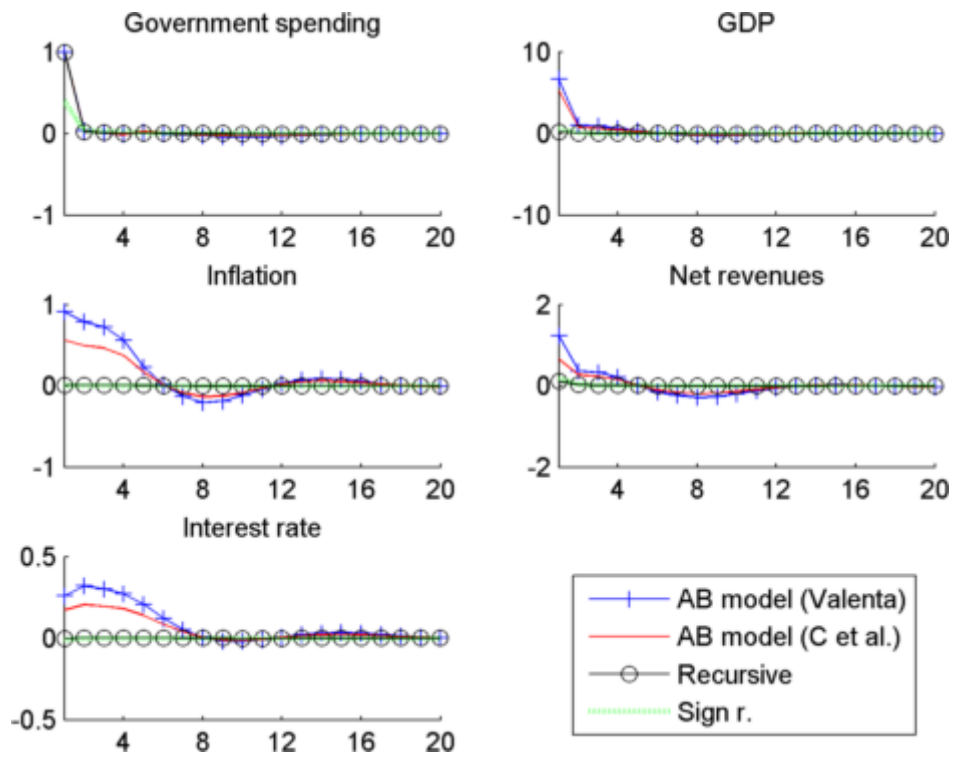 Government spending
GDP
1
0
-1
4 8 12 16 20
10
0
-10
4 8 12 16 20
Inflation
Net revenues
1
0
-1
4 8 12 16 20
2
0
-2
4 8 12 16 20
Interest rate
0.5
0
-0.5
4 8 12 16 20
AB model (Valenta)
AB model (C et al.)
Recursive
Sign r.